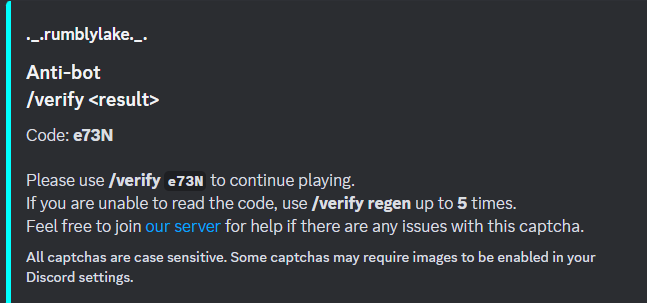 ._.rumblylake._.
Anti-bot
/verify <result>
Code: e73N
Please use /verify e73N to continue playing.
If you are unable to read the code, use /verify regen up to 5 times.
Feel free to join our server for help if there are any issues with this captcha.
All captchas are case sensitive. Some captchas may require images to be enabled in your
Discord settings.